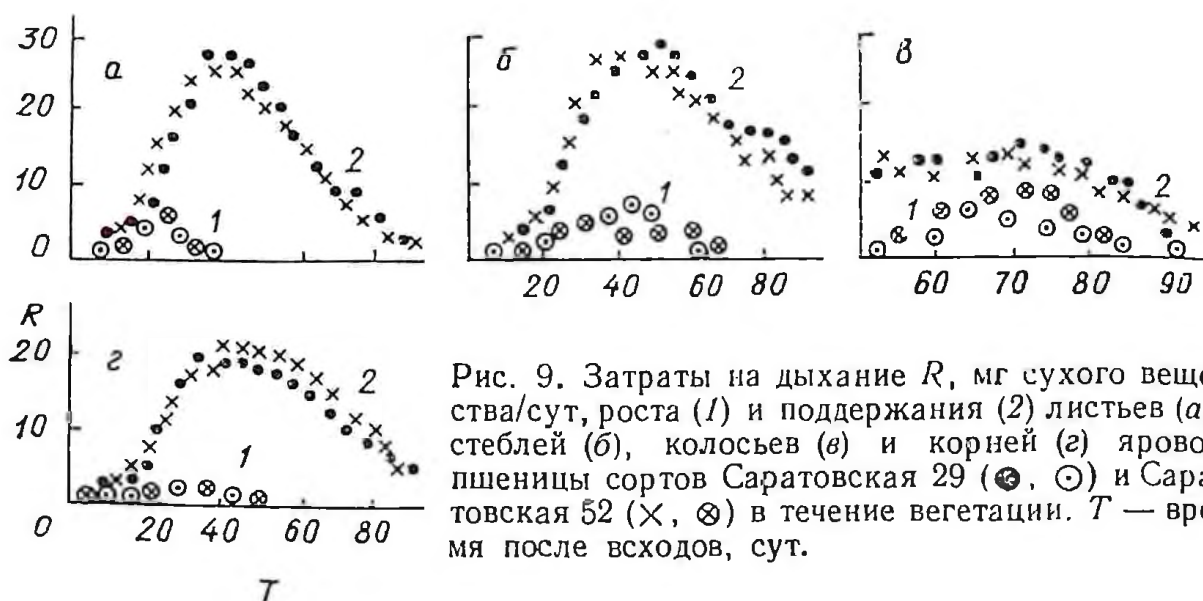 30
20
10
0
а
1
2
б
1
2
20 40 60 80
в
1
2
60 70 80 90
R
20
10
0
г
1
2
20 40 60 80
T
Рис. 9. Затраты на дыхание R, мг сухого веще
ства/сут, роста (1) и поддержания (2) листьев (а
стеблей (б), колосьев (в) и корней (г) ярово
пшеницы сортов Саратовская 29 (●, ⊙) и Сара
товская 52 (×, ⊗) в течение вегетации. T — вре
мя после всходов, сут.